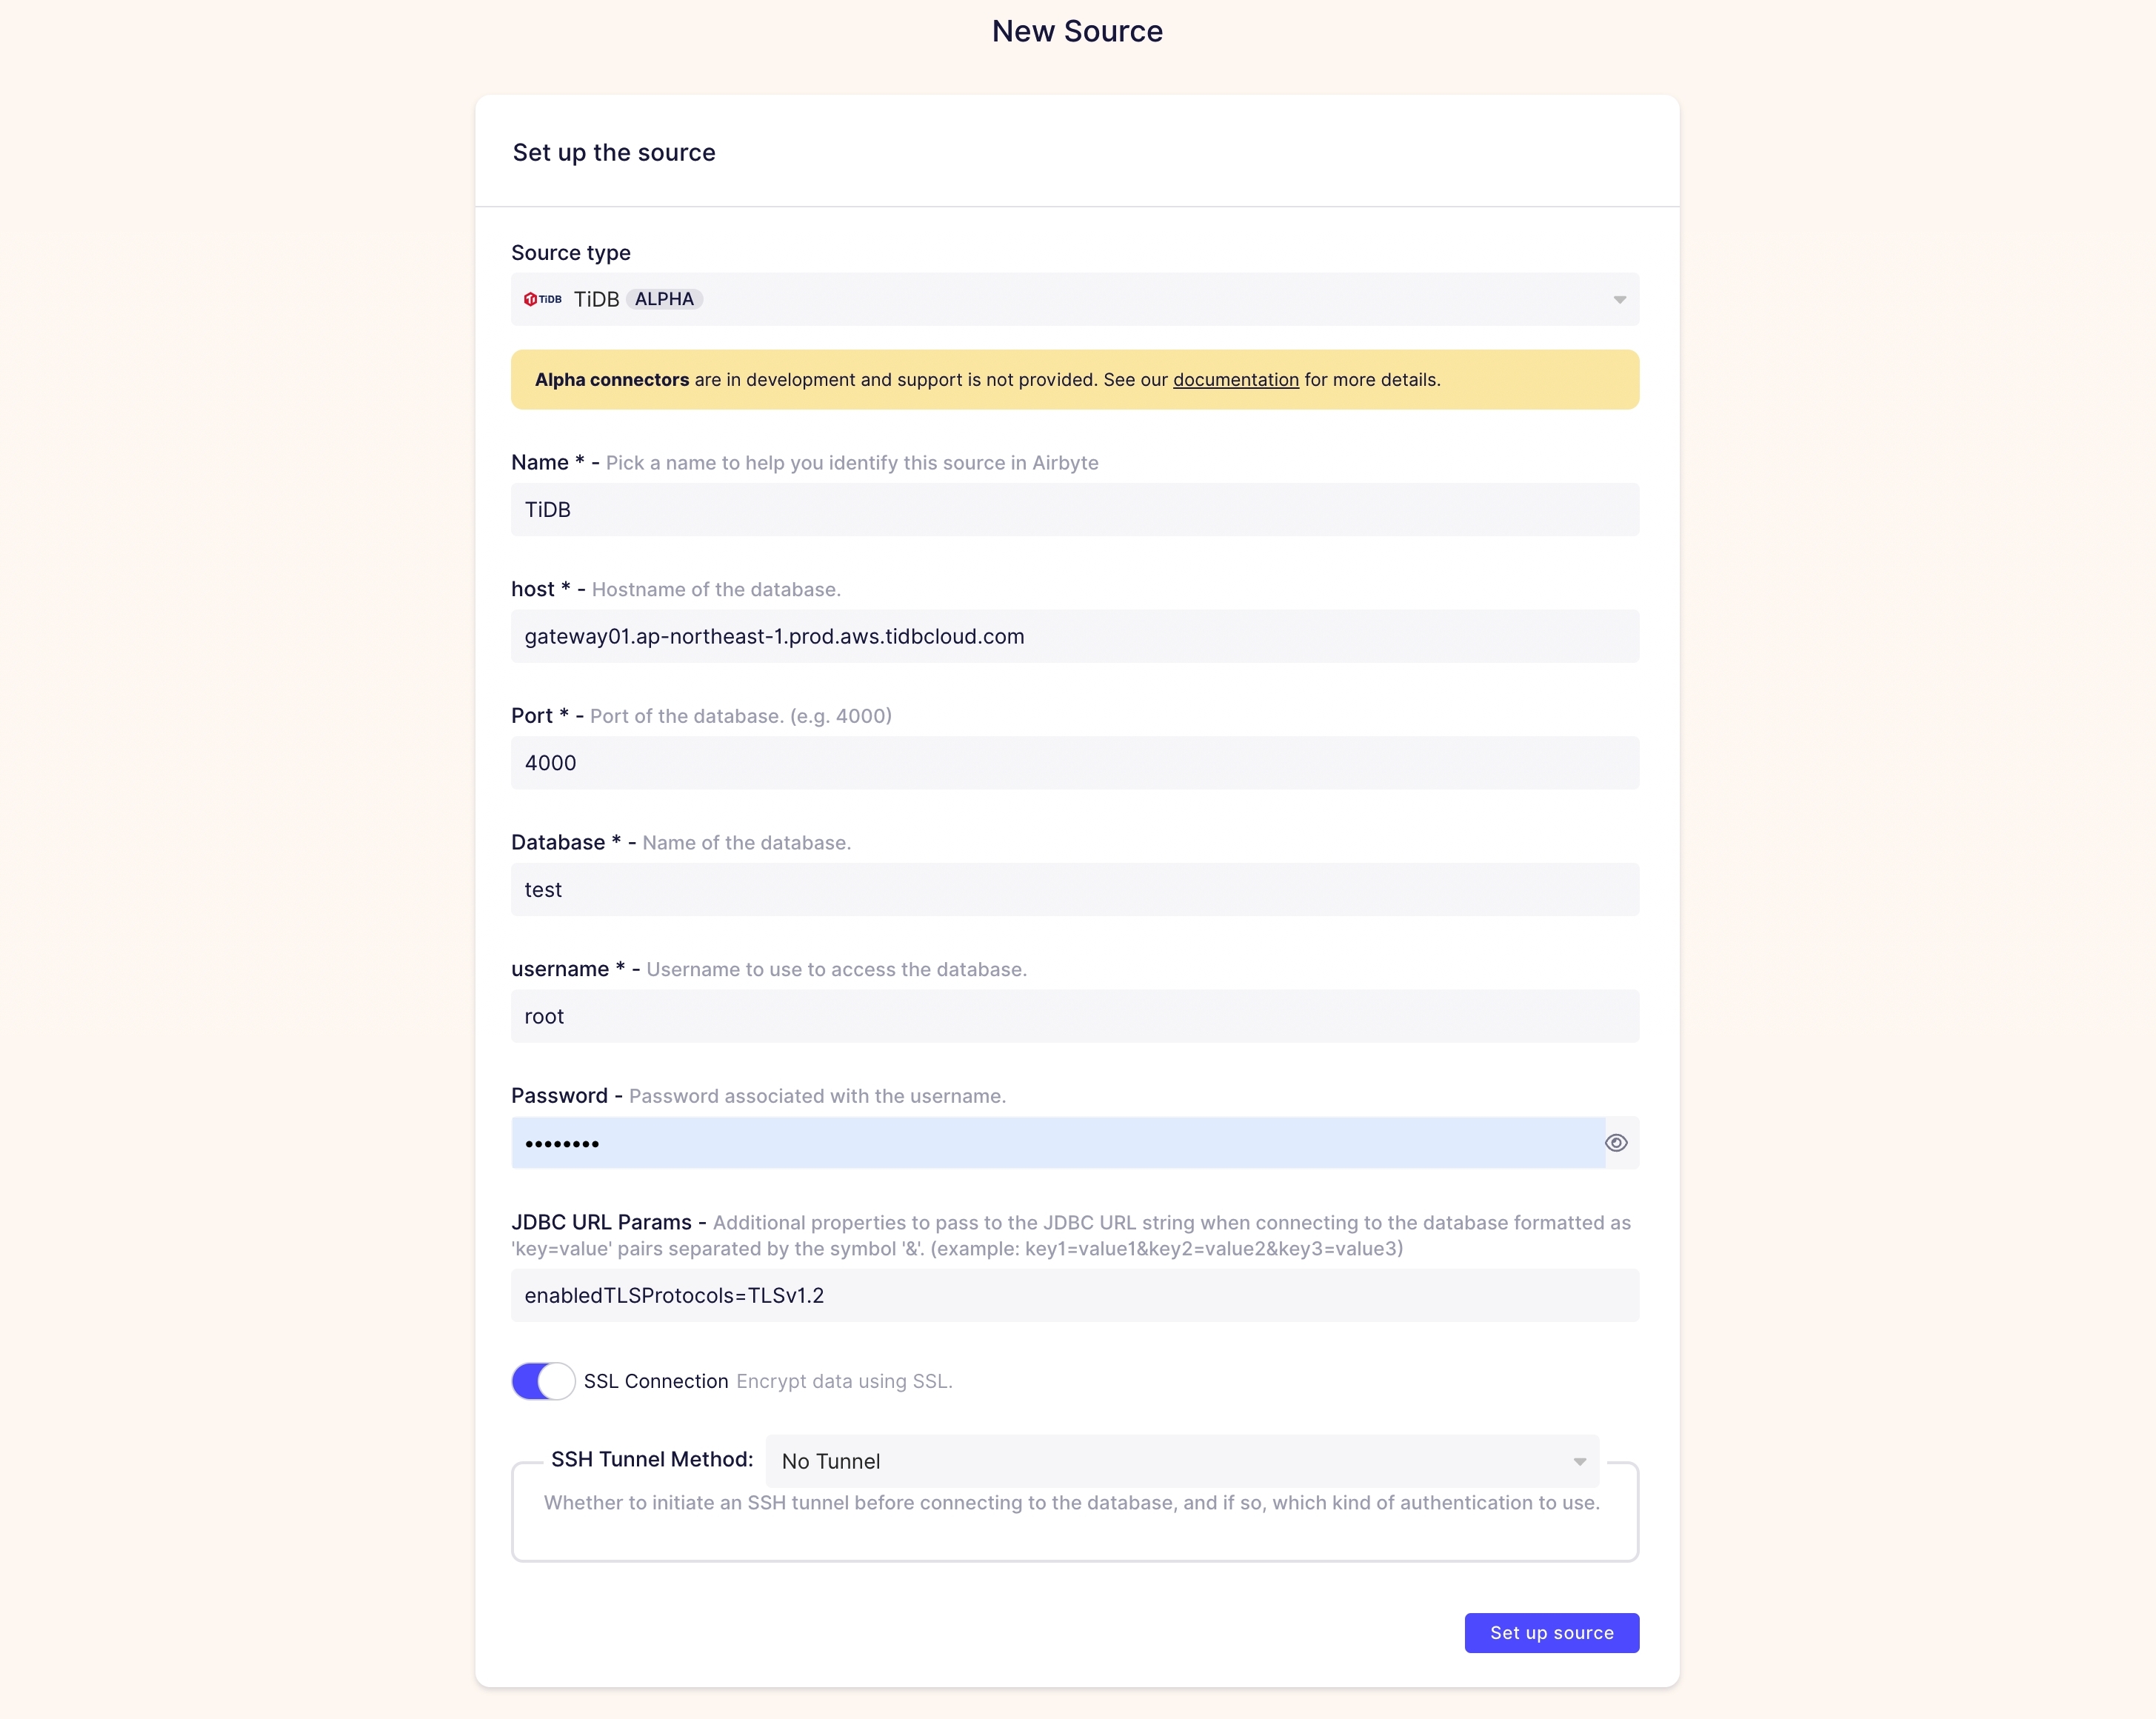 New Source
Set up the source
Source type
TiDB TiDB ALPHA
Alpha connectors are in development and support is not provided. See our documentation for more details.
Name * - Pick a name to help you identify this source in Airbyte
TiDB
host * - Hostname of the database.
gateway01.ap-northeast-1.prod.aws.tidbcloud.com
Port * - Port of the database. (e.g. 4000)
4000
Database * - Name of the database.
test
username * - Username to use to access the database.
root
Password - Password associated with the username.
••••••••
JDBC URL Params - Additional properties to pass to the JDBC URL string when connecting to the database formatted as
'key=value' pairs separated by the symbol '&'. (example: key1=value1&key2=value2&key3=value3)
enabledTLSProtocols=TLSv1.2
SSL Connection Encrypt data using SSL.
SSH Tunnel Method: No Tunnel
Whether to initiate an SSH tunnel before connecting to the database, and if so, which kind of authentication to use.
Set up source